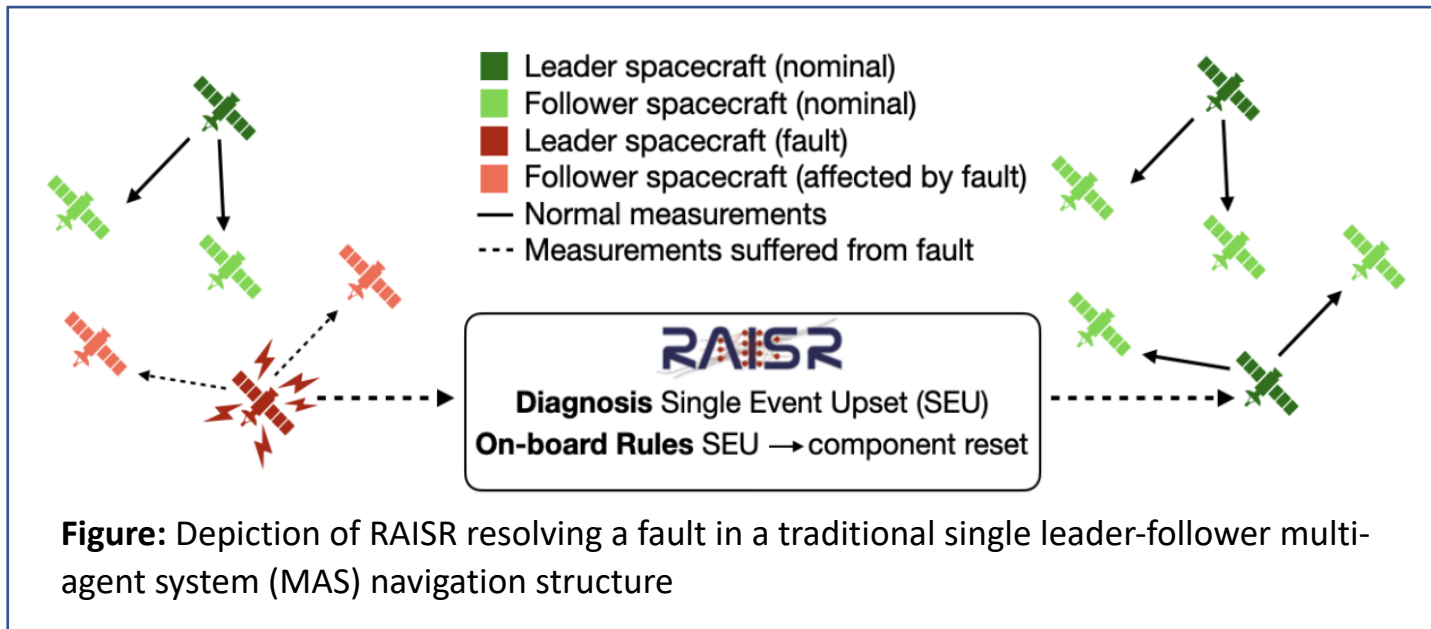 Leader spacecraft (nominal)
Follower spacecraft (nominal)
Leader spacecraft (fault)
Follower spacecraft (affected by fault)
Normal measurements
Measurements suffered from fault
RAISR
Diagnosis Single Event Upset (SEU)
On-board Rules SEU → component reset
Figure: Depiction of RAISR resolving a fault in a traditional single leader-follower multi-
agent system (MAS) navigation structure